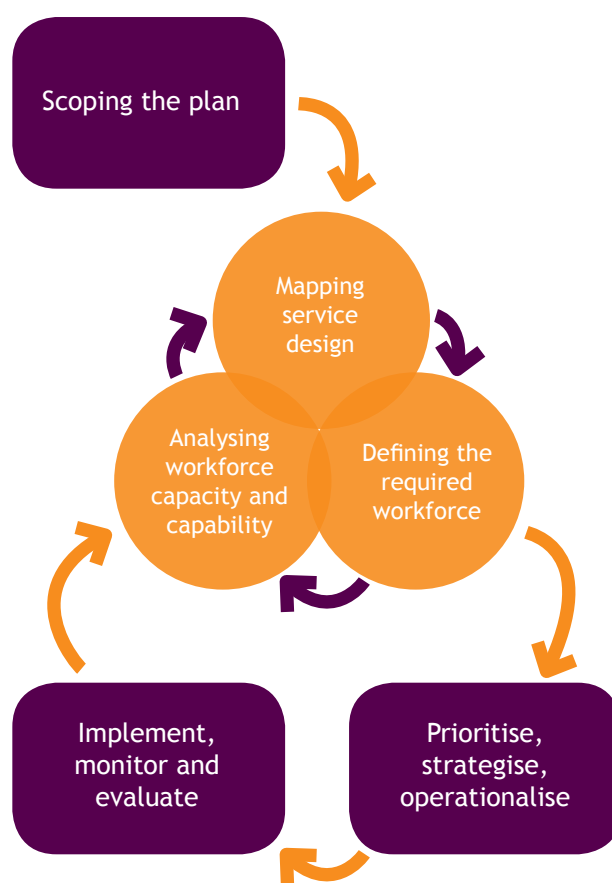 Scoping the plan
Mapping
service
design
Analysing
workforce
capacity and
capability
Defining the
required
workforce
Implement,
monitor and
evaluate
Prioritise,
strategise,
operationalise